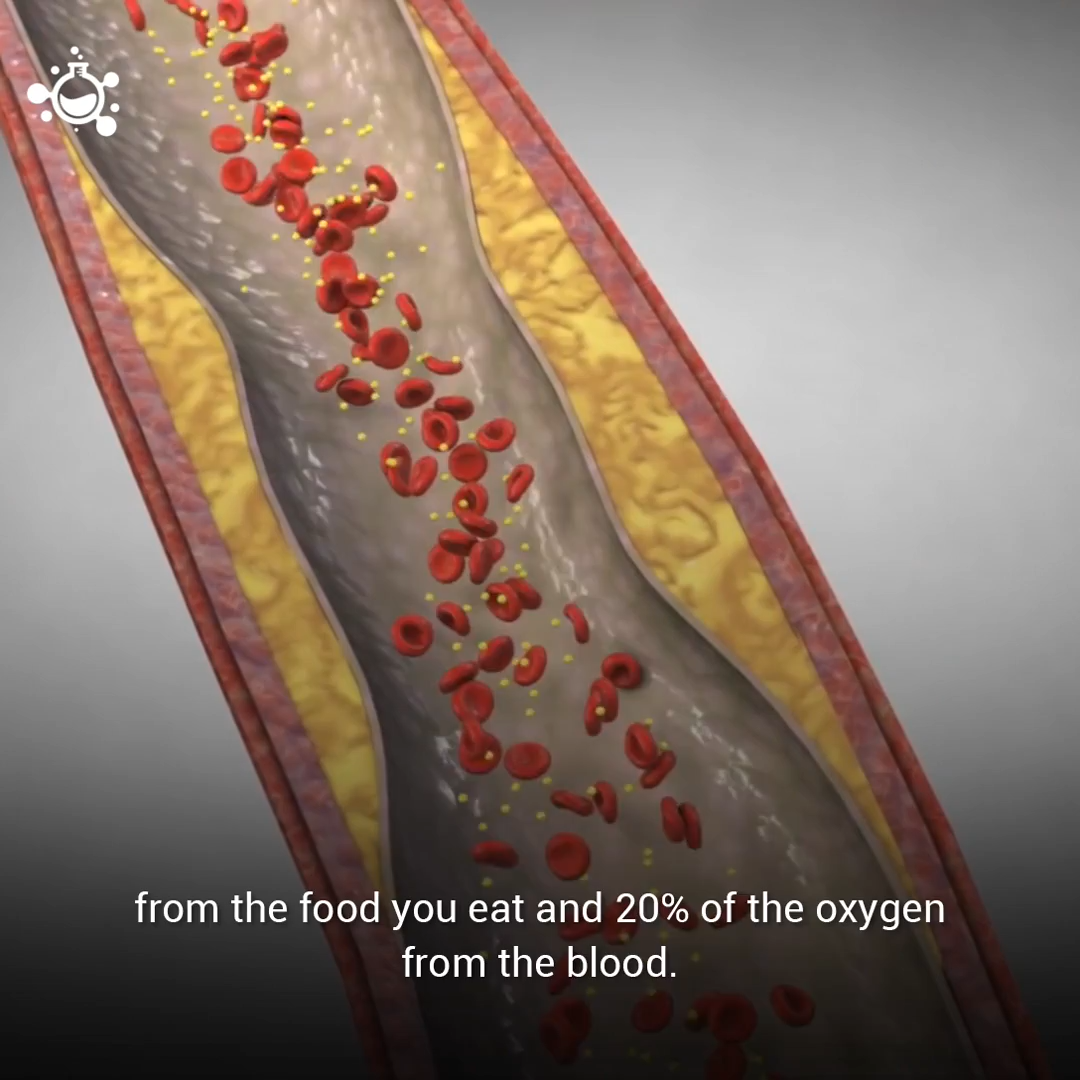 from the food you eat and 20% of the oxygen
from the blood.